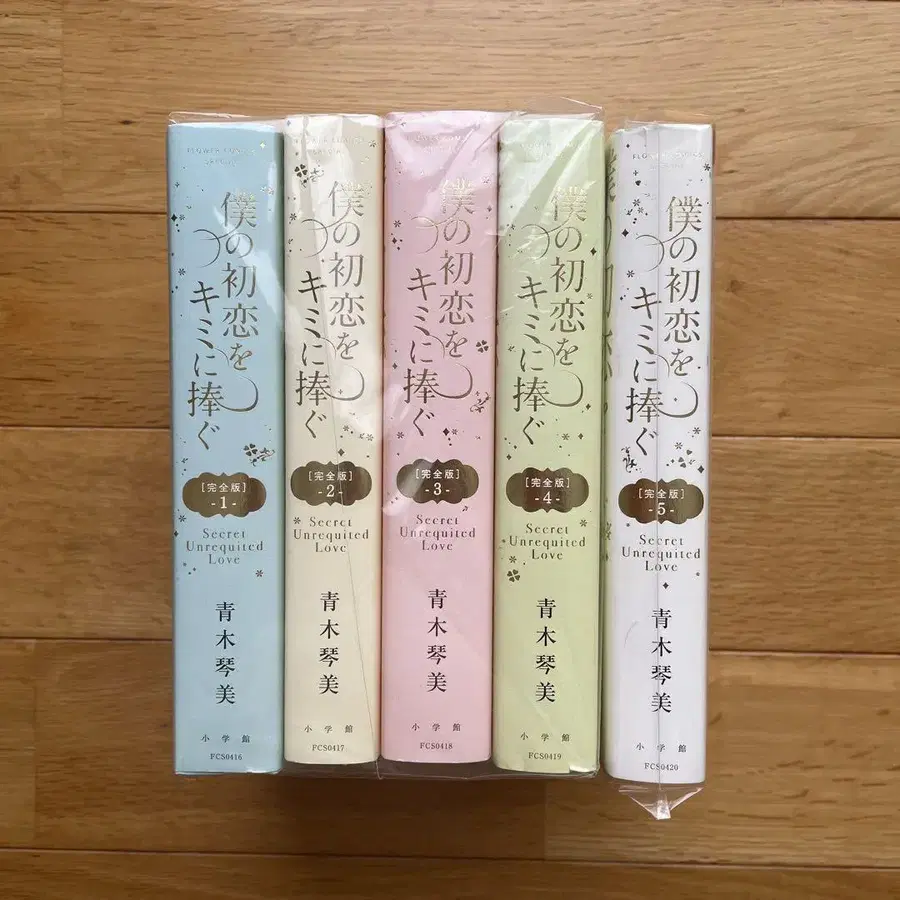 FLOWER COMICS
SPECIAL
僕の初恋を
キミに捧ぐ
[完全版]
-1-
Secret
Unrequited
Love
青木琴美
小学館
FCS0416
僕の初恋を
キミに捧ぐ
[完全版]
-2-
Secret
Unrequited
Love
青木琴美
小学館
FCS0417
僕の初恋を
キミに捧ぐ
[完全版]
-3-
Secret
Unrequited
Love
青木琴美
小学館
FCS0418
僕の初恋を
キミに捧ぐ
[完全版]
-4-
Secret
Unrequited
Love
青木琴美
小学館
FCS0419
FLOWER COMICS
SPECIAL
僕の初恋を
キミに捧ぐ
[完全版]
-5-
Secret
Unrequited
Love
青木琴美
小学館
FCS0420